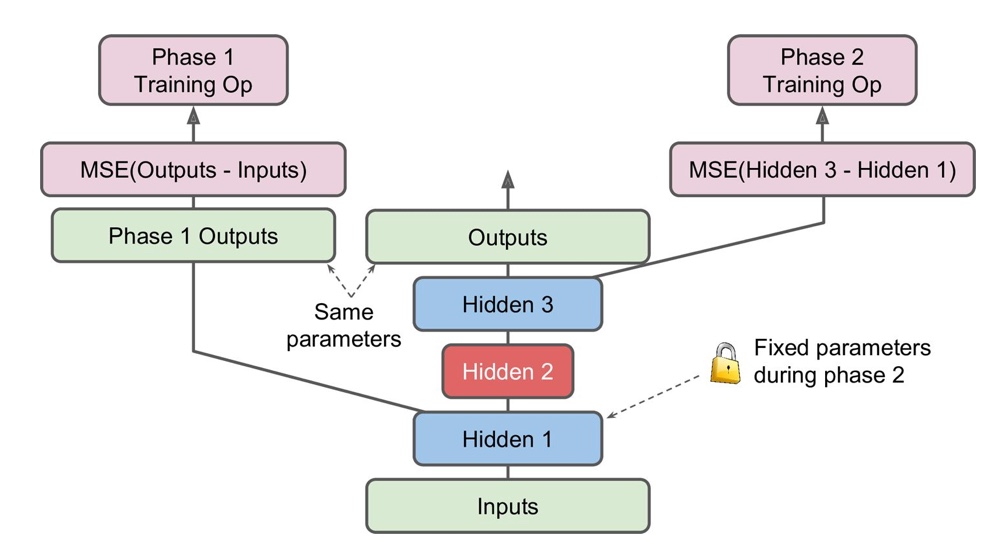 Phase 1
Training Op
Phase 2
Training Op
MSE(Outputs - Inputs)
MSE(Hidden 3 - Hidden 1)
Phase 1 Outputs
Outputs
Same
parameters
Hidden 3
Hidden 2
Fixed parameters
during phase 2
Hidden 1
Inputs